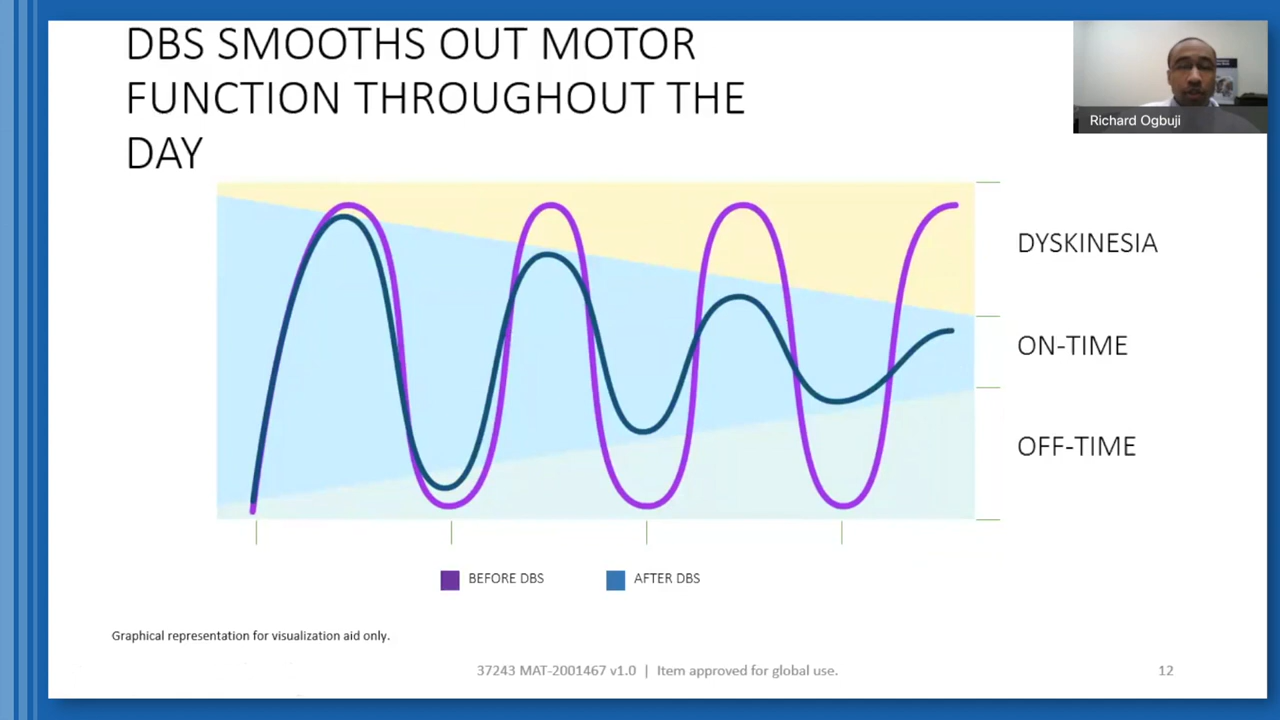 DBS SMOOTHS OUT MOTOR
FUNCTION THROUGHOUT THE
DAY
Richard Ogbuji
DYSKINESIA
ON-TIME
OFF-TIME
BEFORE DBS
AFTER DBS
Graphical representation for visualization aid only.
37243 MAT-2001467 v1.0 | Item approved for global use.
12